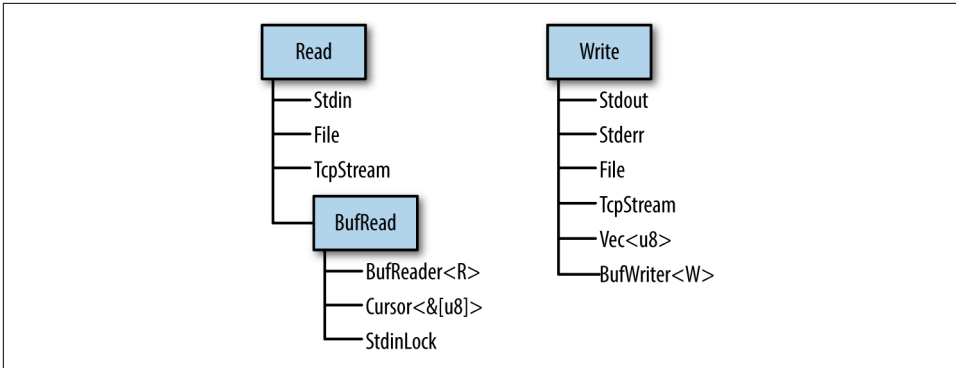 Read
Stdin
File
TcpStream
BufRead
BufReader<R>
Cursor<&[u8]>
StdinLock
Write
Stdout
Stderr
File
TcpStream
Vec<u8>
BufWriter<W>